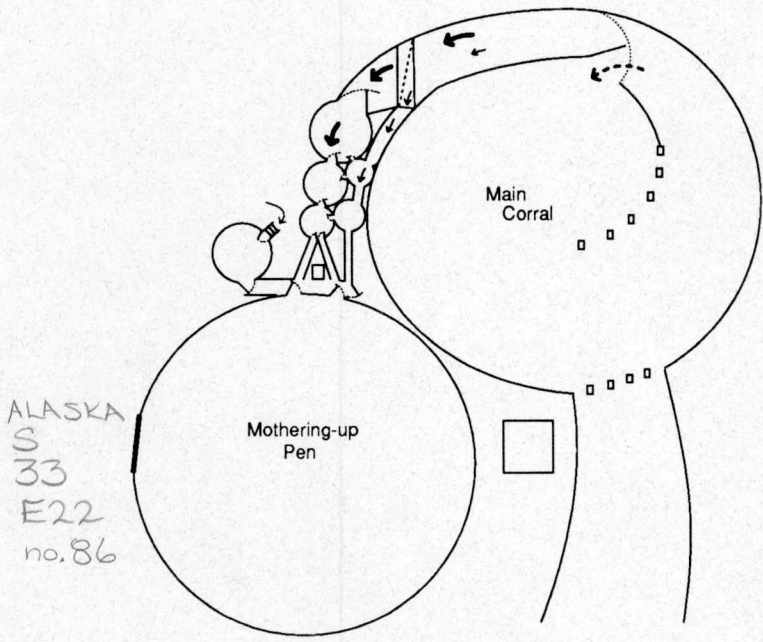 Main
Corral
Mothering-up
Pen
ALASKA
S
33
E22
no.86